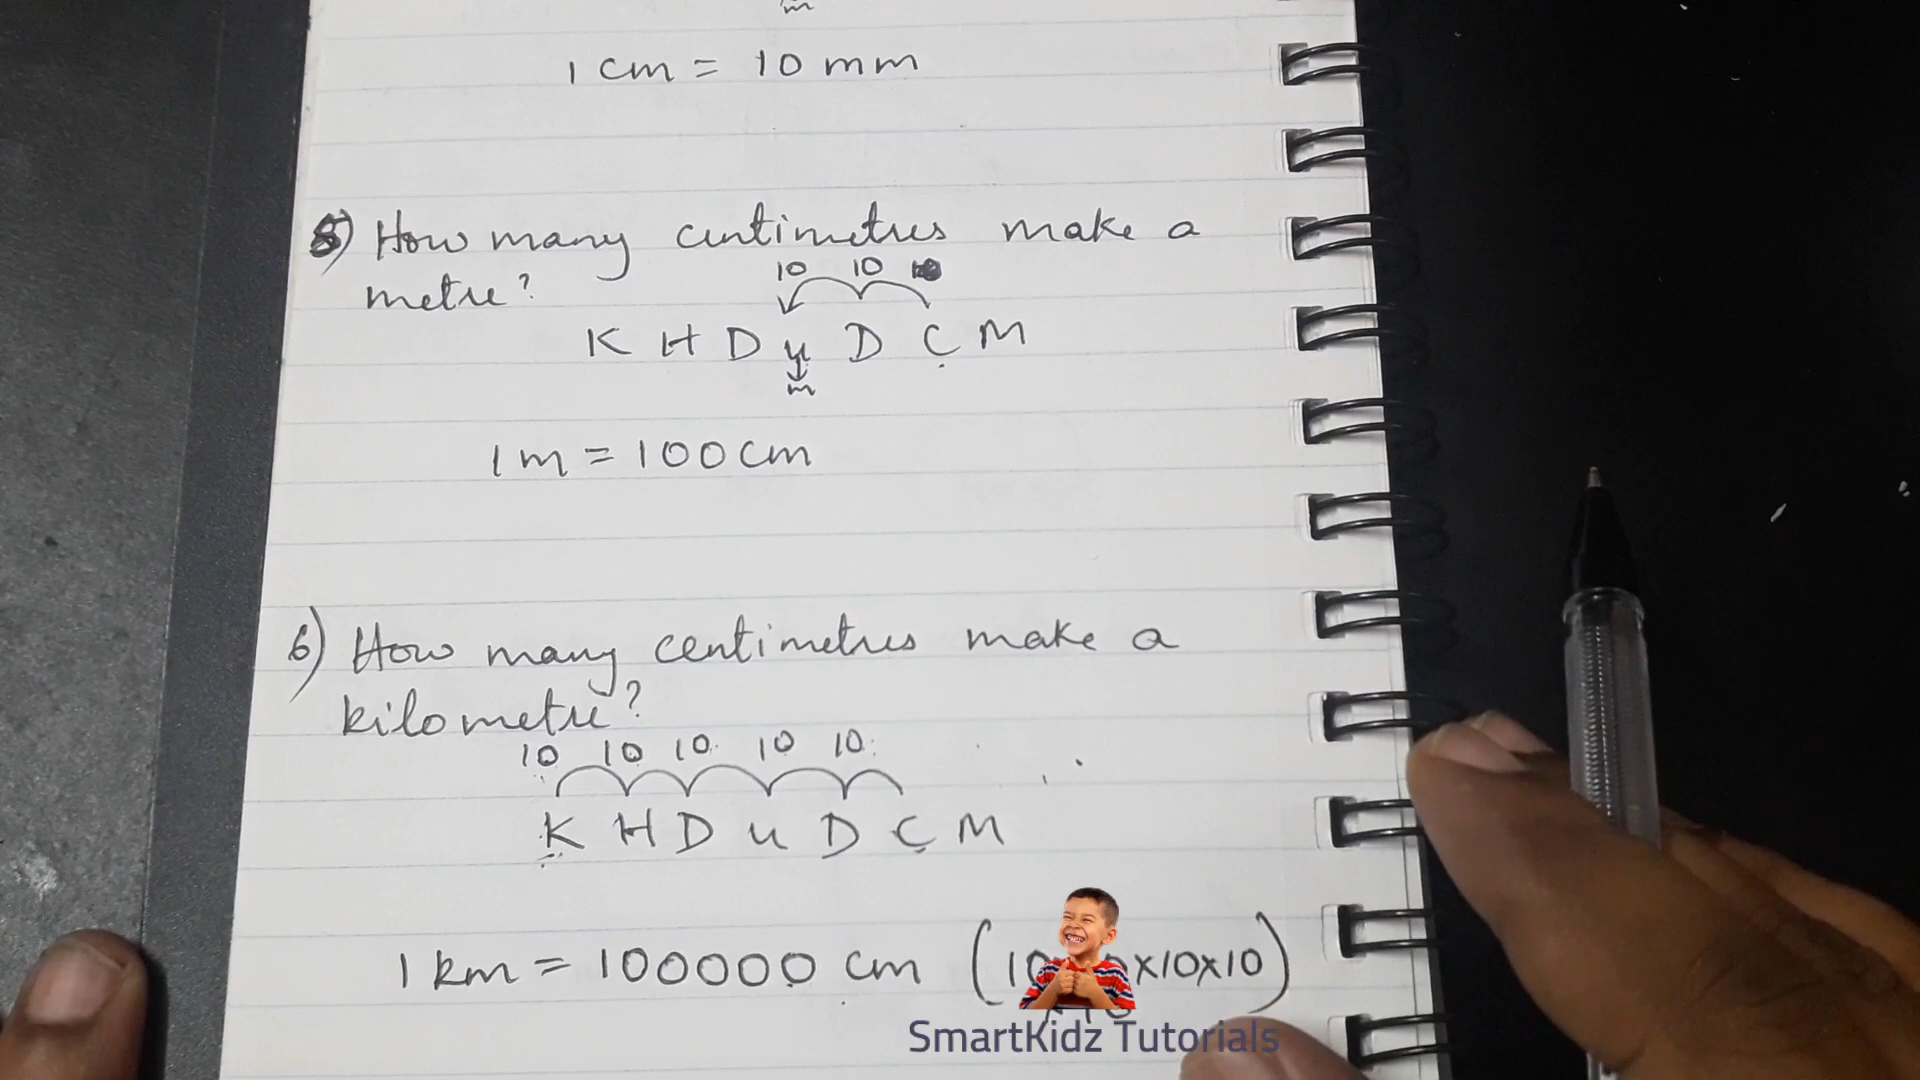 m
1 cm = 10 mm
5) How many centimetres make a
metre?
10 10
K H D u D C M
m
1 m = 100 cm
6) How many centimetres make a
kilometre?
10 10 10 10 10
K H D u D C M
1 km = 100000 cm (10 x10x10)
SmartKidz Tutorials